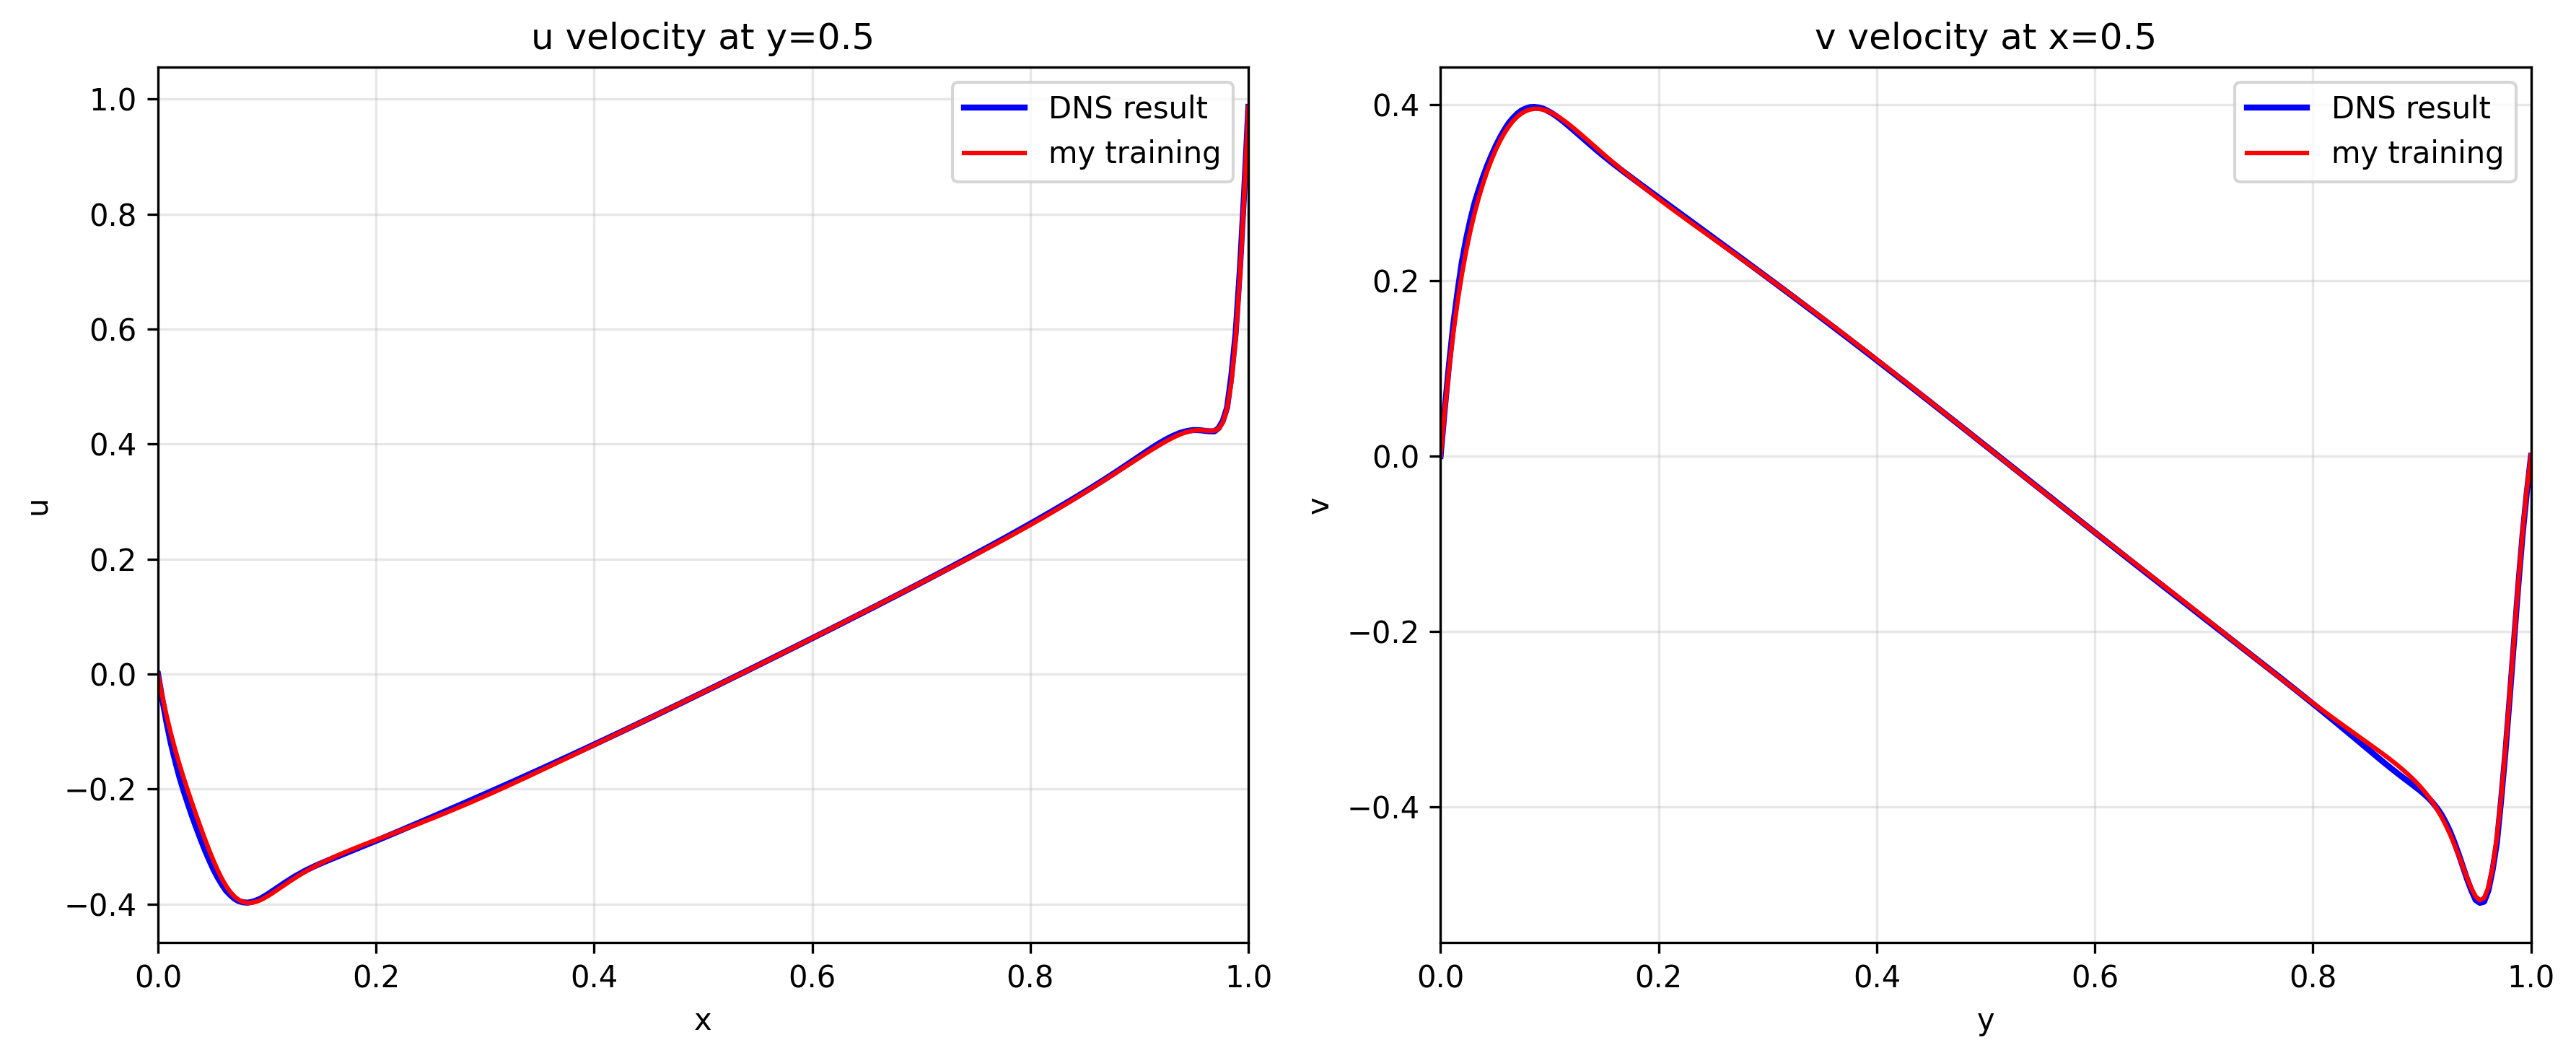 u velocity at y=0.5
1.0
0.8
0.6
0.4
0.2
0.0
−0.2
−0.4
u
DNS result
my training
0.0 0.2 0.4 0.6 0.8 1.0
x
v velocity at x=0.5
0.4
0.2
0.0
−0.2
−0.4
v
DNS result
my training
0.0 0.2 0.4 0.6 0.8 1.0
y